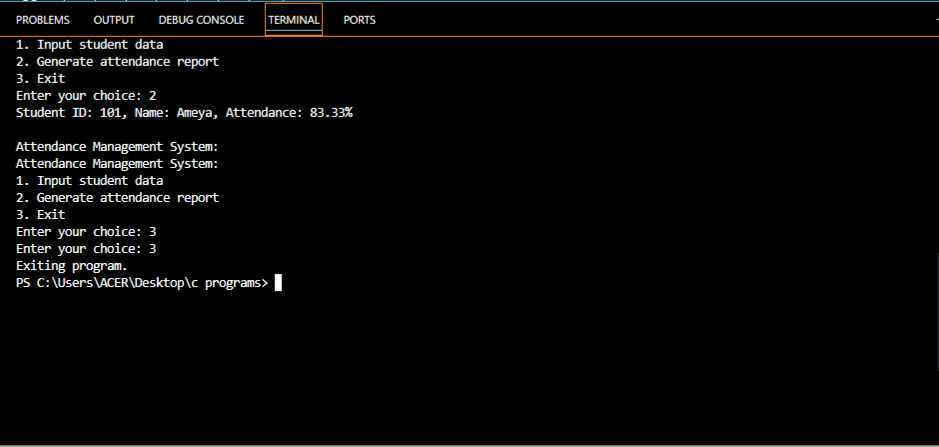 PROBLEMS OUTPUT DEBUG CONSOLE TERMINAL PORTS
1. Input student data
2. Generate attendance report
3. Exit
Enter your choice: 2
Student ID: 101, Name: Ameya, Attendance: 83.33%
Attendance Management System:
Attendance Management System:
1. Input student data
2. Generate attendance report
3. Exit
Enter your choice: 3
Enter your choice: 3
Exiting program.
PS C:\Users\ACER\Desktop\c programs>